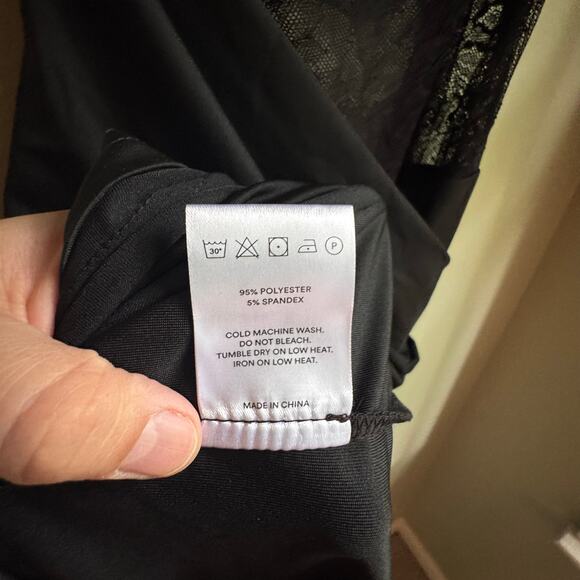 30°
P
95% POLYESTER
5% SPANDEX
COLD MACHINE WASH.
DO NOT BLEACH.
TUMBLE DRY ON LOW HEAT.
IRON ON LOW HEAT.
MADE IN CHINA